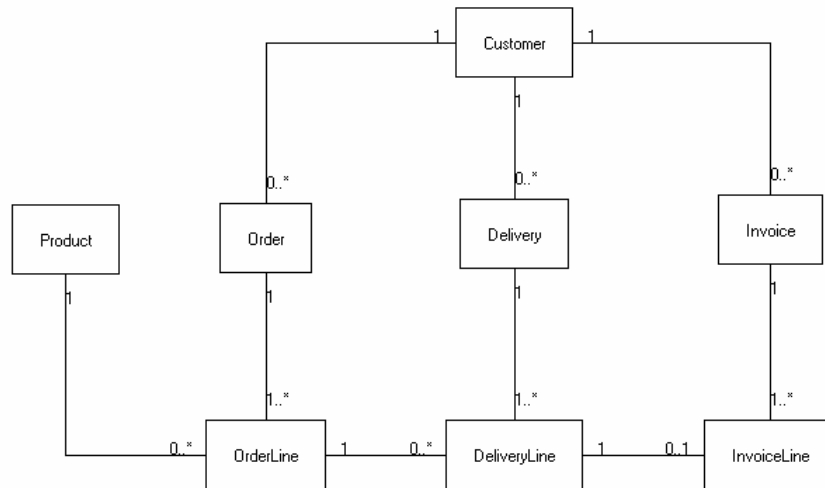 1 Customer 1
1
0..* 0..* 0..*
Product Order Delivery Invoice
1 1 1 1
1..* 1..* 1..*
0..* OrderLine 1 0..* DeliveryLine 1 0..1 InvoiceLine